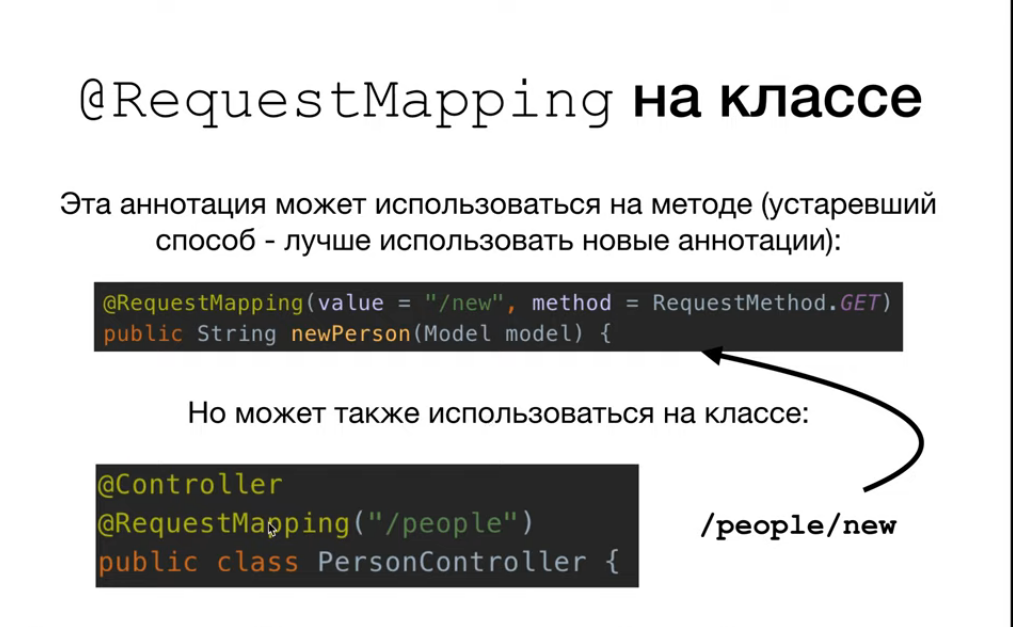 @RequestMapping на классе
Эта аннотация может использоваться на методе (устаревший
способ - лучше использовать новые аннотации):
@RequestMapping(value = "/new", method = RequestMethod.GET)
public String newPerson(Model model) {
Но может также использоваться на классе:
@Controller
@RequestMapping("/people")
public class PersonController {
/people/new